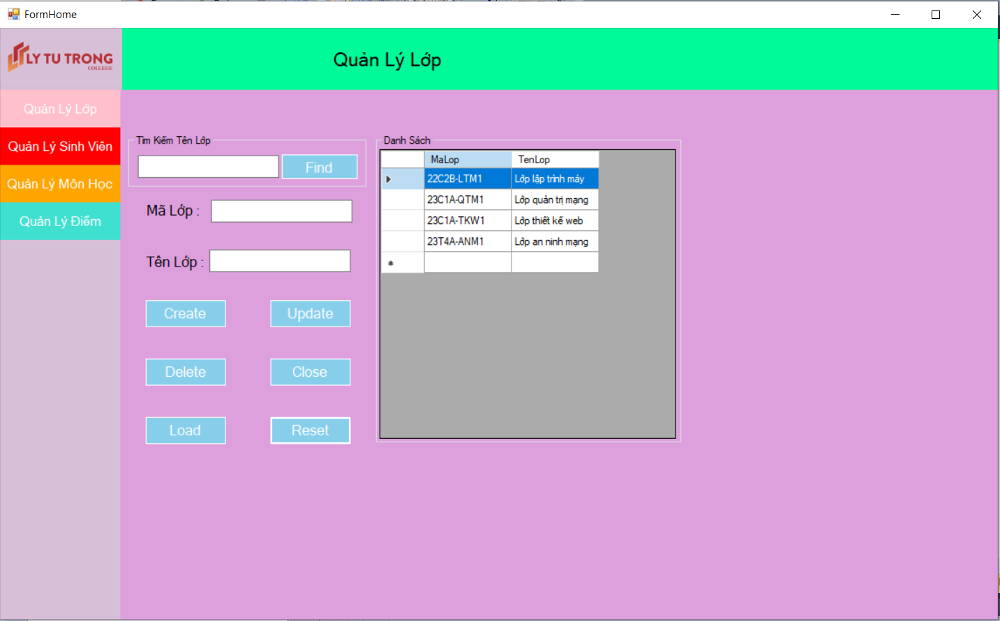 FormHome
LY TU TRONG
COLLEGE
Quản Lý Lớp
Quản Lý Lớp
Quản Lý Sinh Viên
Quản Lý Môn Học
Quản Lý Điểm
Tìm Kiếm Tên Lớp
Find
Mã Lớp :
Tên Lớp :
Create Update
Delete Close
Load Reset
Danh Sách
MaLop TenLop
22C2B-LTM1 Lớp lập trình máy
23C1A-QTM1 Lớp quản trị mạng
23C1A-TKW1 Lớp thiết kế web
23T4A-ANM1 Lớp an ninh mạng